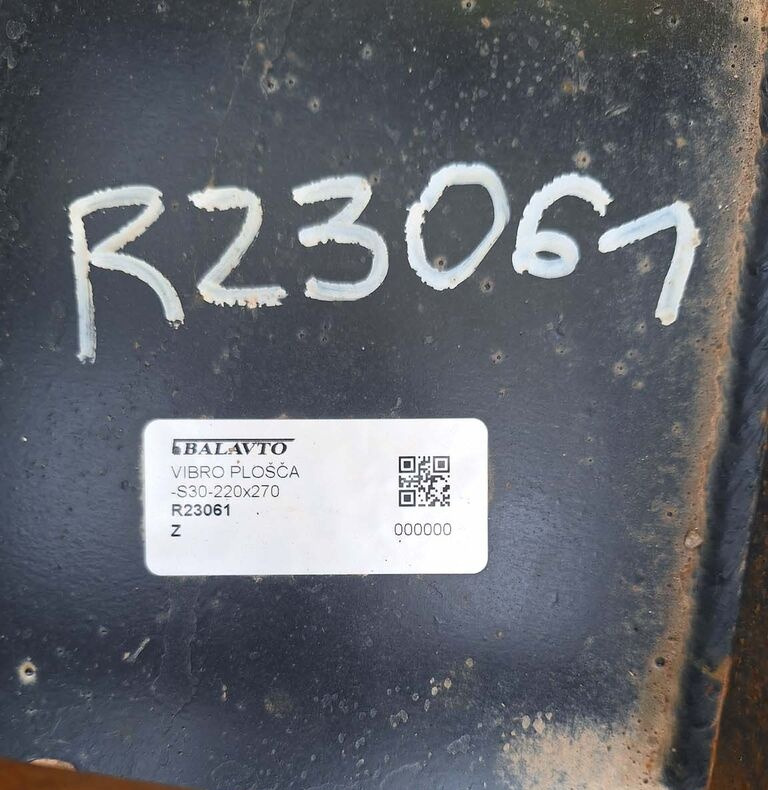 R23061
BALAVTO
VIBRO PLOŠČA
-S30-220x270
R23061
Z 000000